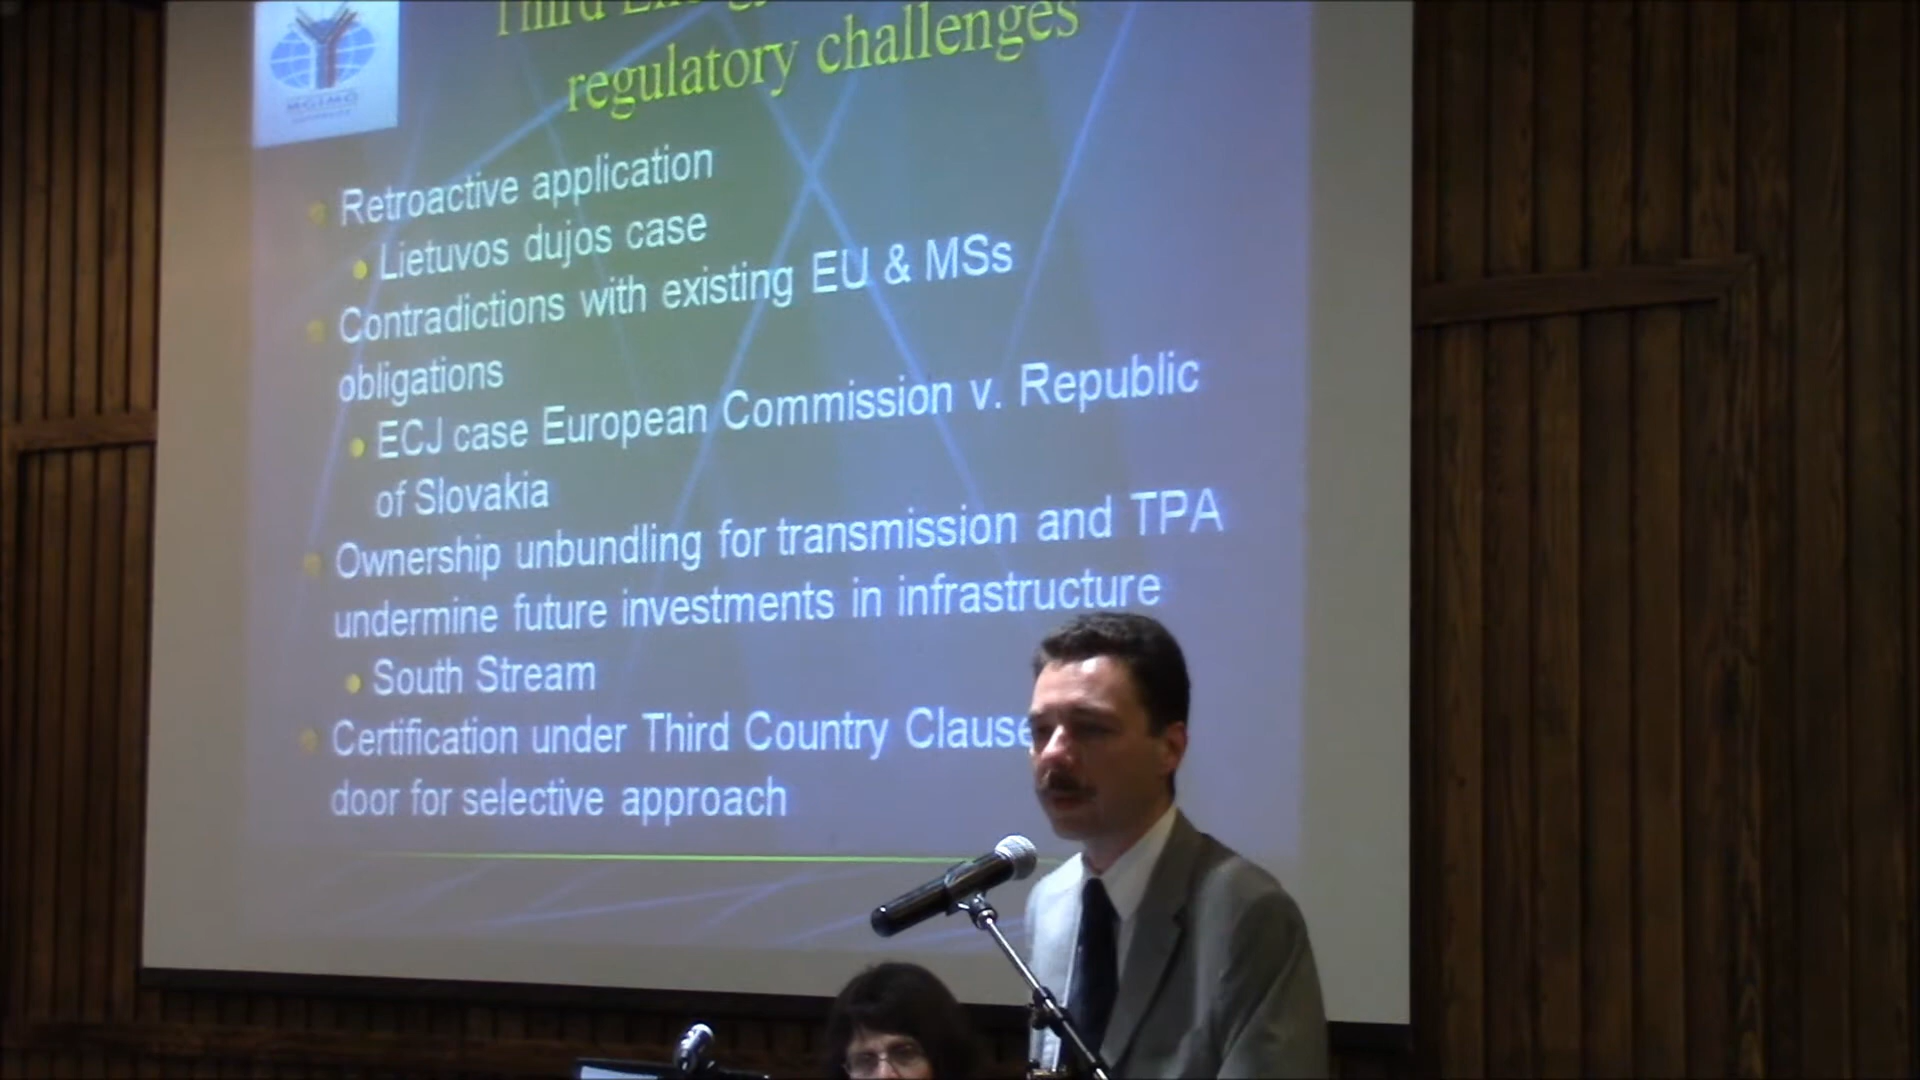 MGIMO
Third
regulatory challenges
Retroactive application
Lietuvos dujos case
Contradictions with existing EU & MSs
obligations
ECJ case European Commission v. Republic
of Slovakia
Ownership unbundling for transmission and TPA
undermine future investments in infrastructure
South Stream
Certification under Third Country Clause
door for selective approach